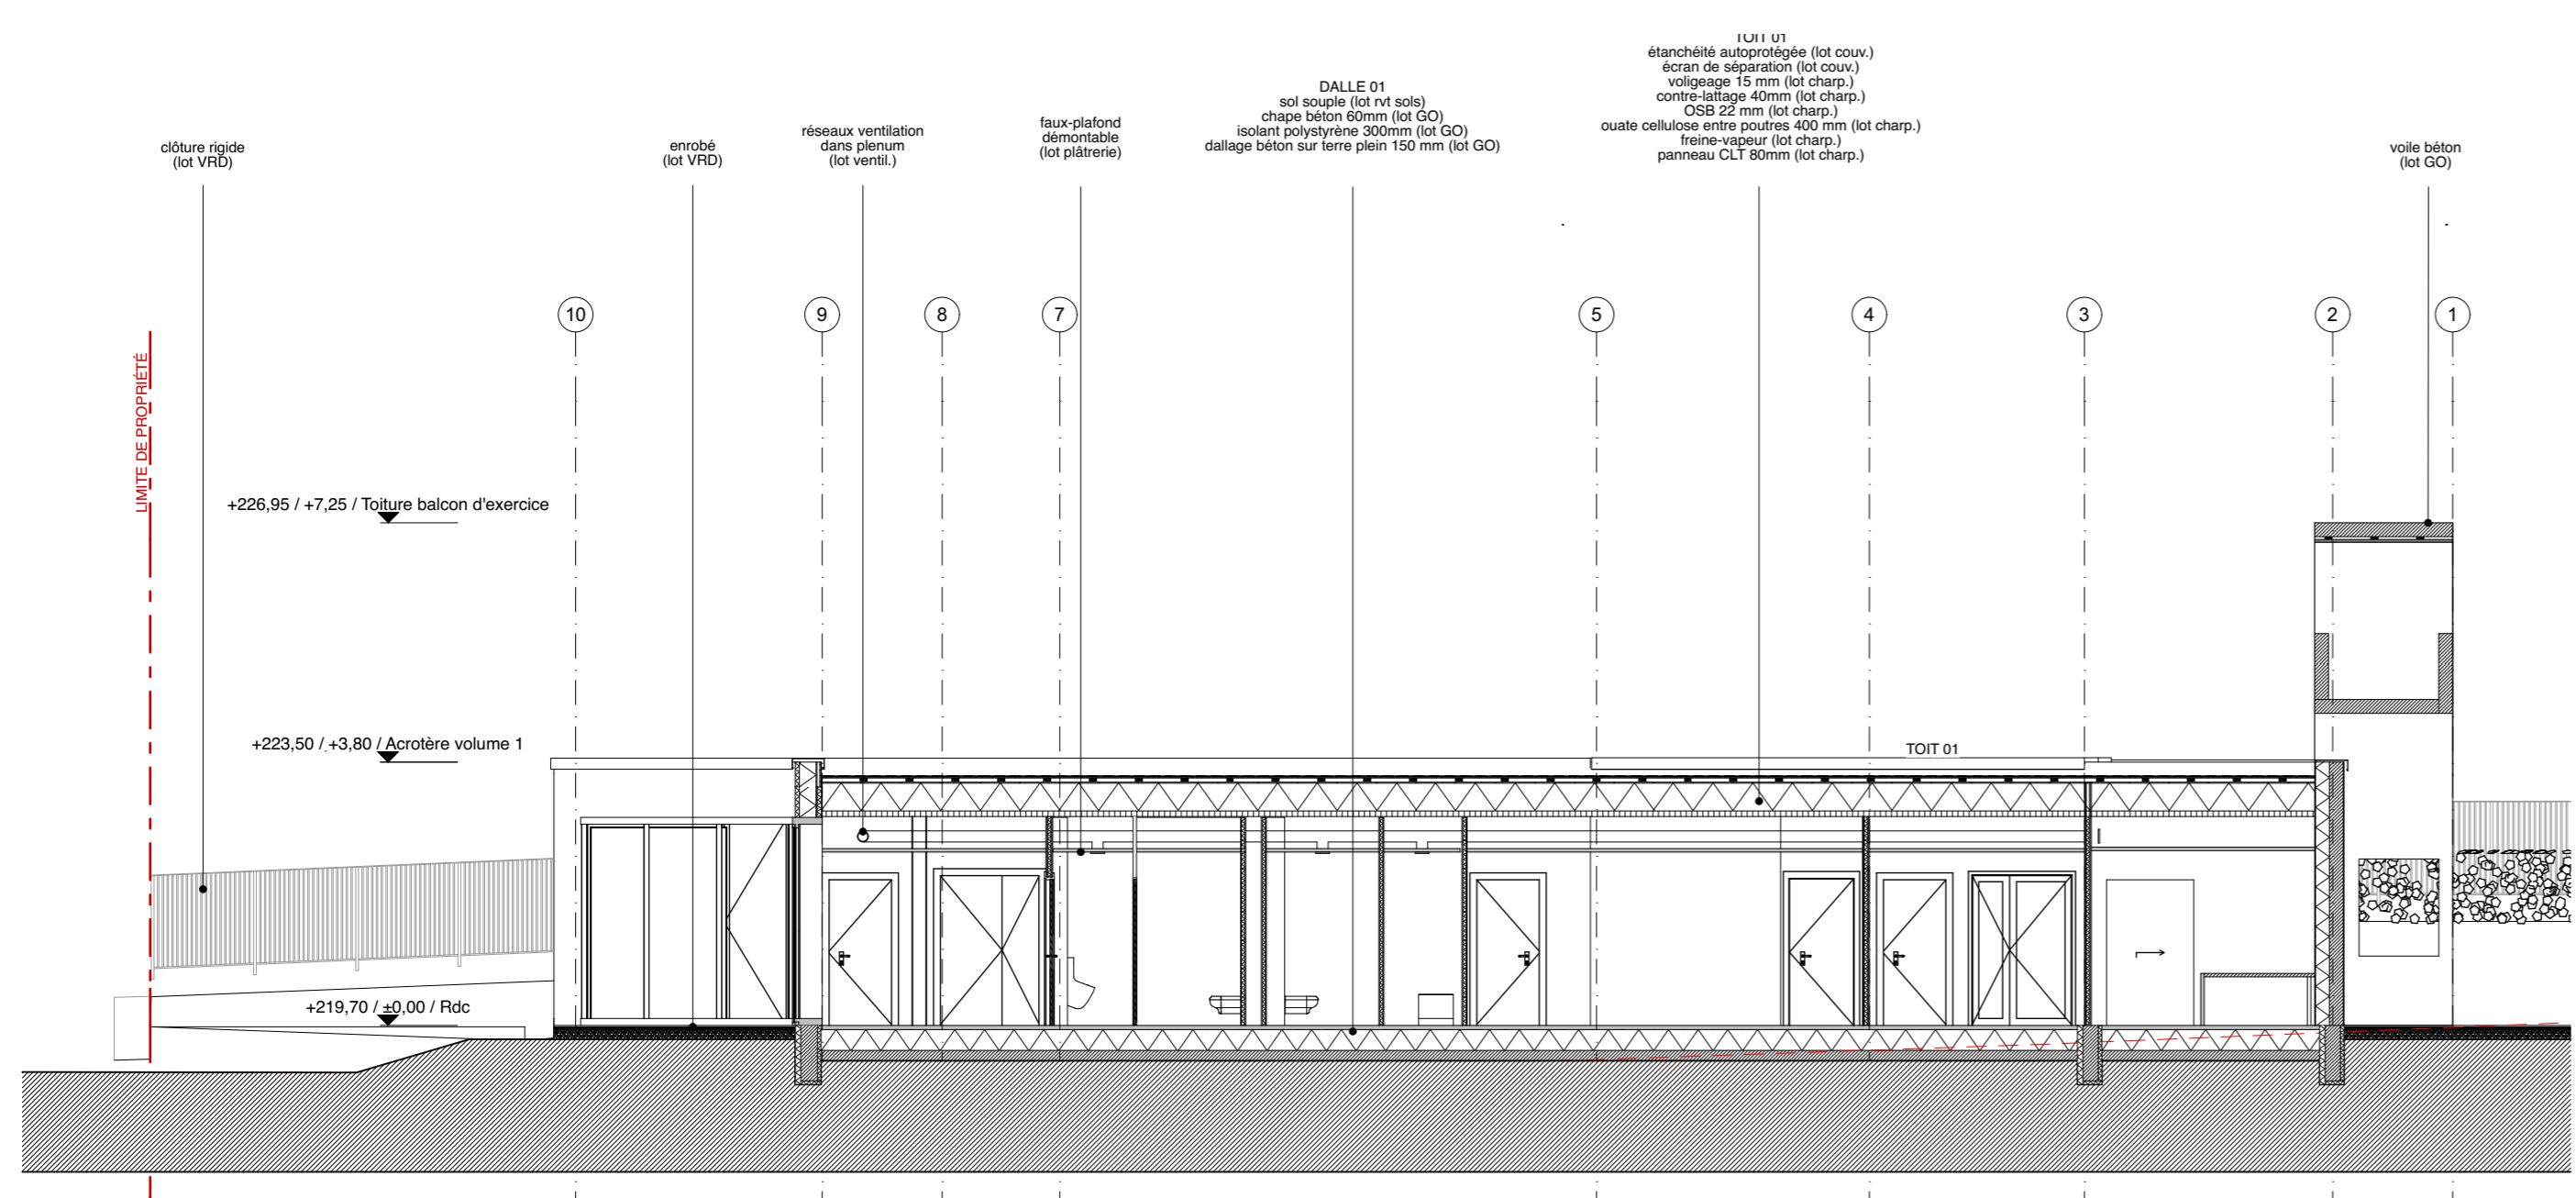 TOIT 01
étanchéité autoprotégée (lot couv.)
écran de séparation (lot couv.)
voligeage 15 mm (lot charp.)
contre-lattage 40mm (lot charp.)
OSB 22 mm (lot charp.)
ouate cellulose entre poutres 400 mm (lot charp.)
freine-vapeur (lot charp.)
panneau CLT 80mm (lot charp.)
DALLE 01
sol souple (lot rvt sols)
chape béton 60mm (lot GO)
isolant polystyrène 300mm (lot GO)
dallage béton sur terre plein 150 mm (lot GO)
faux-plafond
démontable
(lot plâtrerie)
réseaux ventilation
dans plenum
(lot ventil.)
enrobé
(lot VRD)
clôture rigide
(lot VRD)
voile béton
(lot GO)
10
9
8
7
5
4
3
2
1
LIMITE DE PROPRIÉTÉ
+226,95 / +7,25 / Toiture balcon d'exercice
+223,50 / +3,80 / Acrotère volume 1
TOIT 01
+219,70 / ±0,00 / Rdc